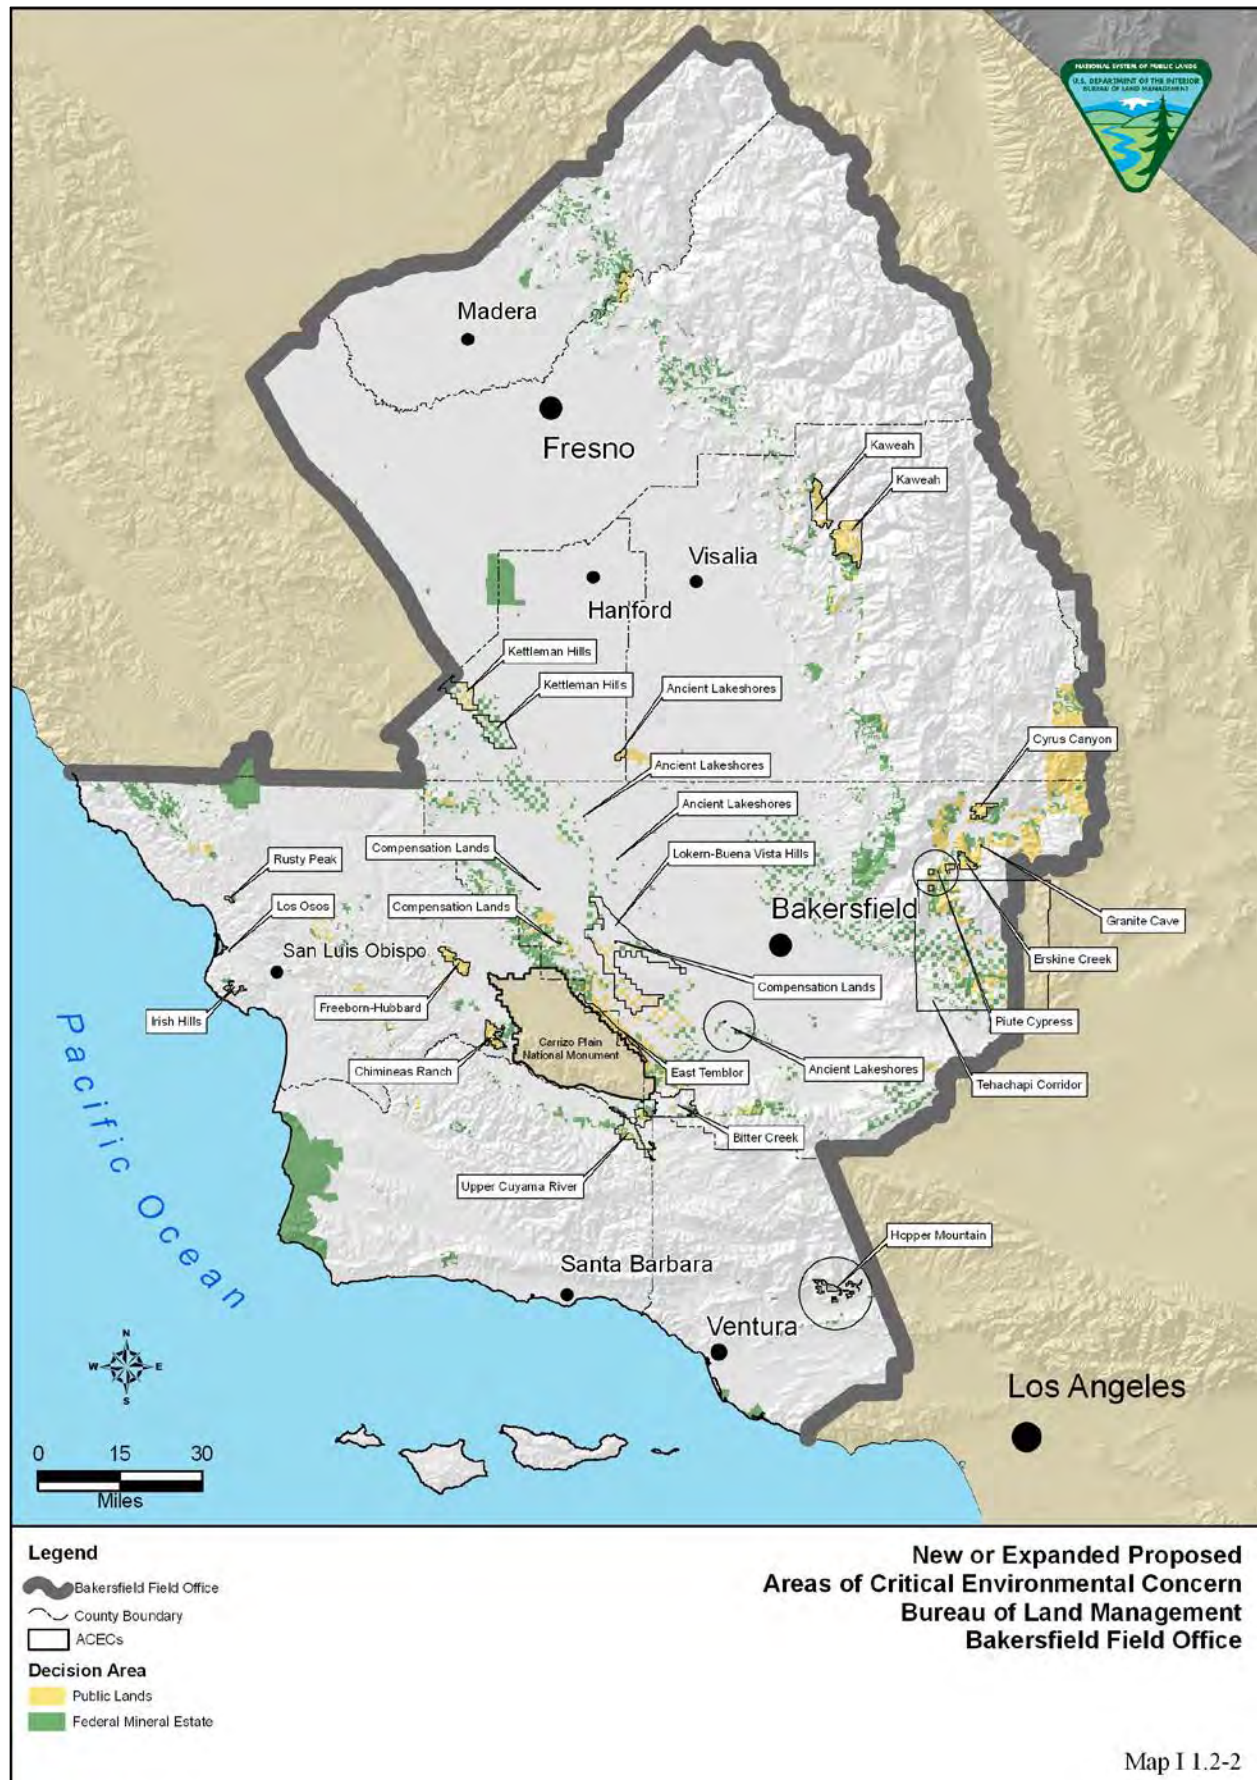 NATIONAL SYSTEM OF PUBLIC LANDS
U.S. DEPARTMENT OF THE INTERIOR
BUREAU OF LAND MANAGEMENT
Madera
Fresno
Kaweah
Kaweah
Visalia
Hanford
Kettleman Hills
Kettleman Hills
Ancient Lakeshores
Cyrus Canyon
Ancient Lakeshores
Ancient Lakeshores
Compensation Lands
Lokern-Buena Vista Hills
Rusty Peak
Los Osos
Compensation Lands
Bakersfield
Granite Cave
San Luis Obispo
Erskine Creek
Compensation Lands
Freeborn-Hubbard
Irish Hills
Piute Cypress
Carrizo Plain
National Monument
Chimineas Ranch
East Temblor
Ancient Lakeshores
Tehachapi Corridor
Bitter Creek
Upper Cuyama River
Pacific Ocean
Hopper Mountain
Santa Barbara
Ventura
Los Angeles
N
W E
S
0 15 30
Miles
Legend
Bakersfield Field Office
County Boundary
ACECs
Decision Area
Public Lands
Federal Mineral Estate
New or Expanded Proposed
Areas of Critical Environmental Concern
Bureau of Land Management
Bakersfield Field Office
Map I 1.2-2